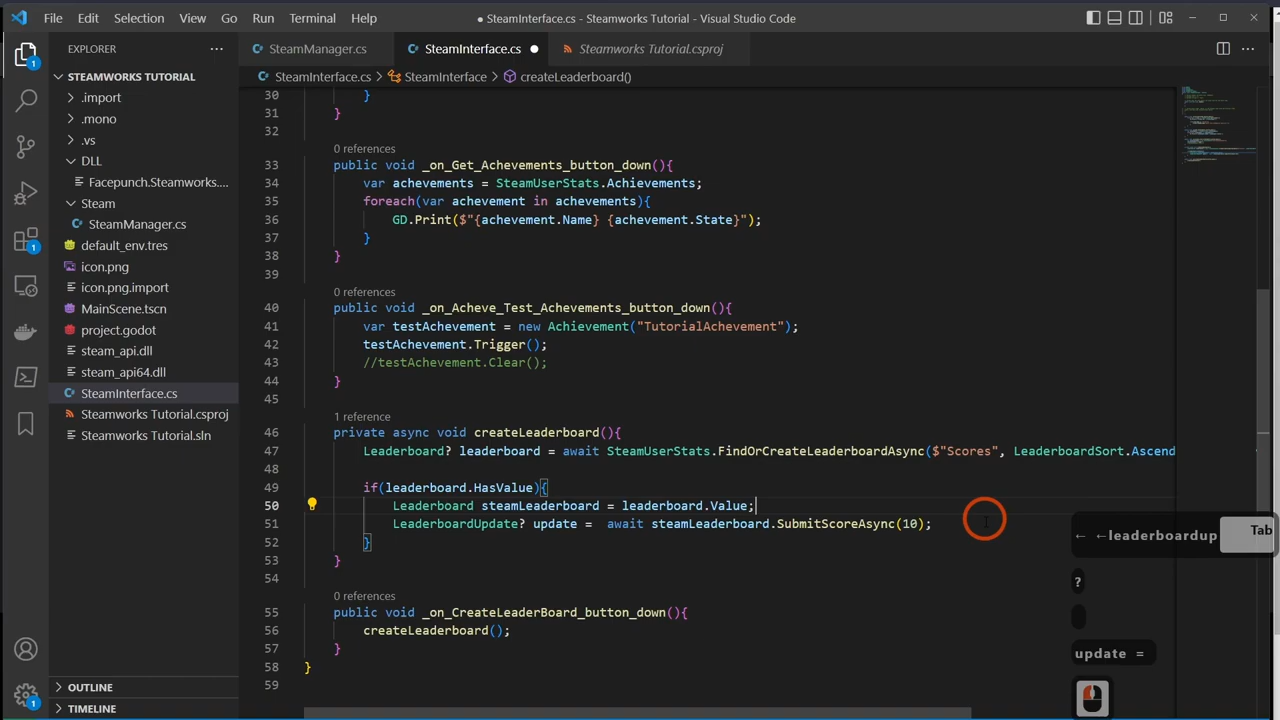 File Edit Selection View Go Run Terminal Help
● SteamInterface.cs - Steamworks Tutorial - Visual Studio Code
EXPLORER
SteamManager.cs
SteamInterface.cs
Steamworks Tutorial.csproj
SteamInterface.cs > SteamInterface > createLeaderboard()
STEAMWORKS TUTORIAL
.import
.mono
.vs
DLL
Facepunch.Steamworks....
Steam
SteamManager.cs
default_env.tres
icon.png
icon.png.import
MainScene.tscn
project.godot
steam_api.dll
steam_api64.dll
SteamInterface.cs
Steamworks Tutorial.csproj
Steamworks Tutorial.sln
OUTLINE
TIMELINE
1
1
1
30 }
31 }
32
0 references
33 public void _on_Get_Achevements_button_down(){
34 var achevements = SteamUserStats.Achievements;
35 foreach(var achevement in achevements){
36 GD.Print($"{achevement.Name} {achevement.State}");
37 }
38 }
39
0 references
40 public void _on_Acheve_Test_Achevements_button_down(){
41 var testAchevement = new Achievement("TutorialAchevement");
42 testAchevement.Trigger();
43 //testAchevement.Clear();
44 }
45
1 reference
46 private async void createLeaderboard(){
47 Leaderboard? leaderboard = await SteamUserStats.FindOrCreateLeaderboardAsync($"Scores", LeaderboardSort.Ascend
48
49 if(leaderboard.HasValue){
50 Leaderboard steamLeaderboard = leaderboard.Value;
51 LeaderboardUpdate? update =  await steamLeaderboard.SubmitScoreAsync(10);
52 }
53 }
54
0 references
55 public void _on_CreateLeaderBoard_button_down(){
56 createLeaderboard();
57 }
58 }
59
← ←leaderboardup Tab
?
update =